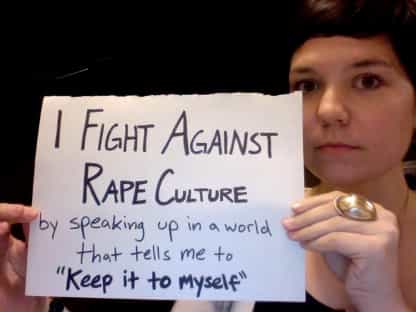 I FIGHT AGAINST
RAPE CULTURE
by speaking up in a world
that tells me to
"Keep it to myself"